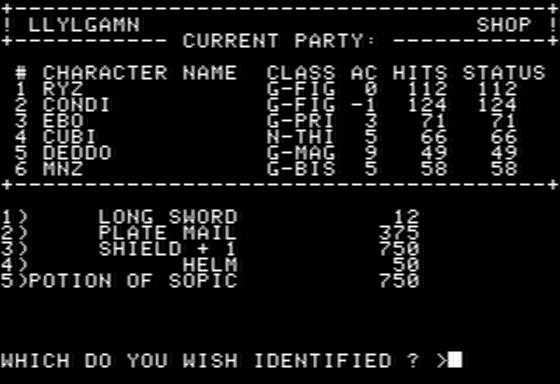 ! LLYLGAMN SHOP !
CURRENT PARTY:
# CHARACTER NAME CLASS AC HITS STATUS
1 RYZ G-FIG 0 112 112
2 CONDI G-FIG -1 124 124
3 EBO G-PRI 3 71 71
4 CUBI N-THI 5 66 66
5 DEDDO G-MAG 9 49 49
6 MNZ G-BIS 5 58 58
1) LONG SWORD 12
2) PLATE MAIL 375
3) SHIELD + 1 750
4) HELM 50
5)POTION OF SOPIC 750
WHICH DO YOU WISH IDENTIFIED ? >